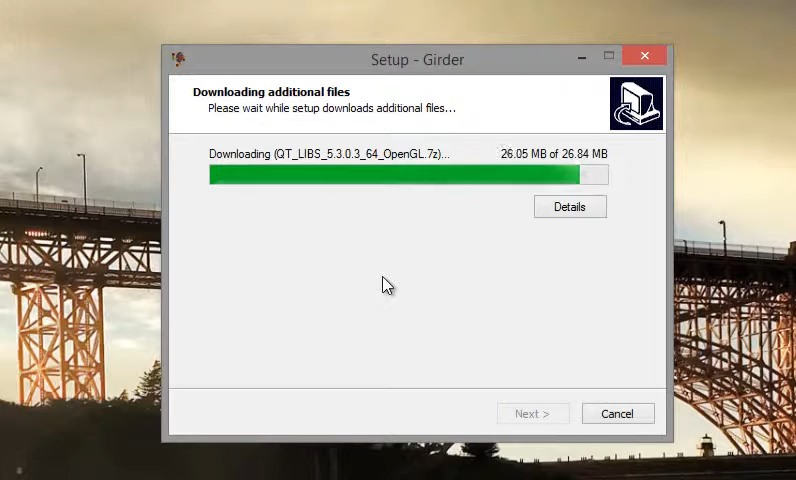 Setup - Girder
Downloading additional files
Please wait while setup downloads additional files...
Downloading (QT_LIBS_5.3.0.3_64_OpenGL.7z)... 26.05 MB of 26.84 MB
Details
Next >
Cancel